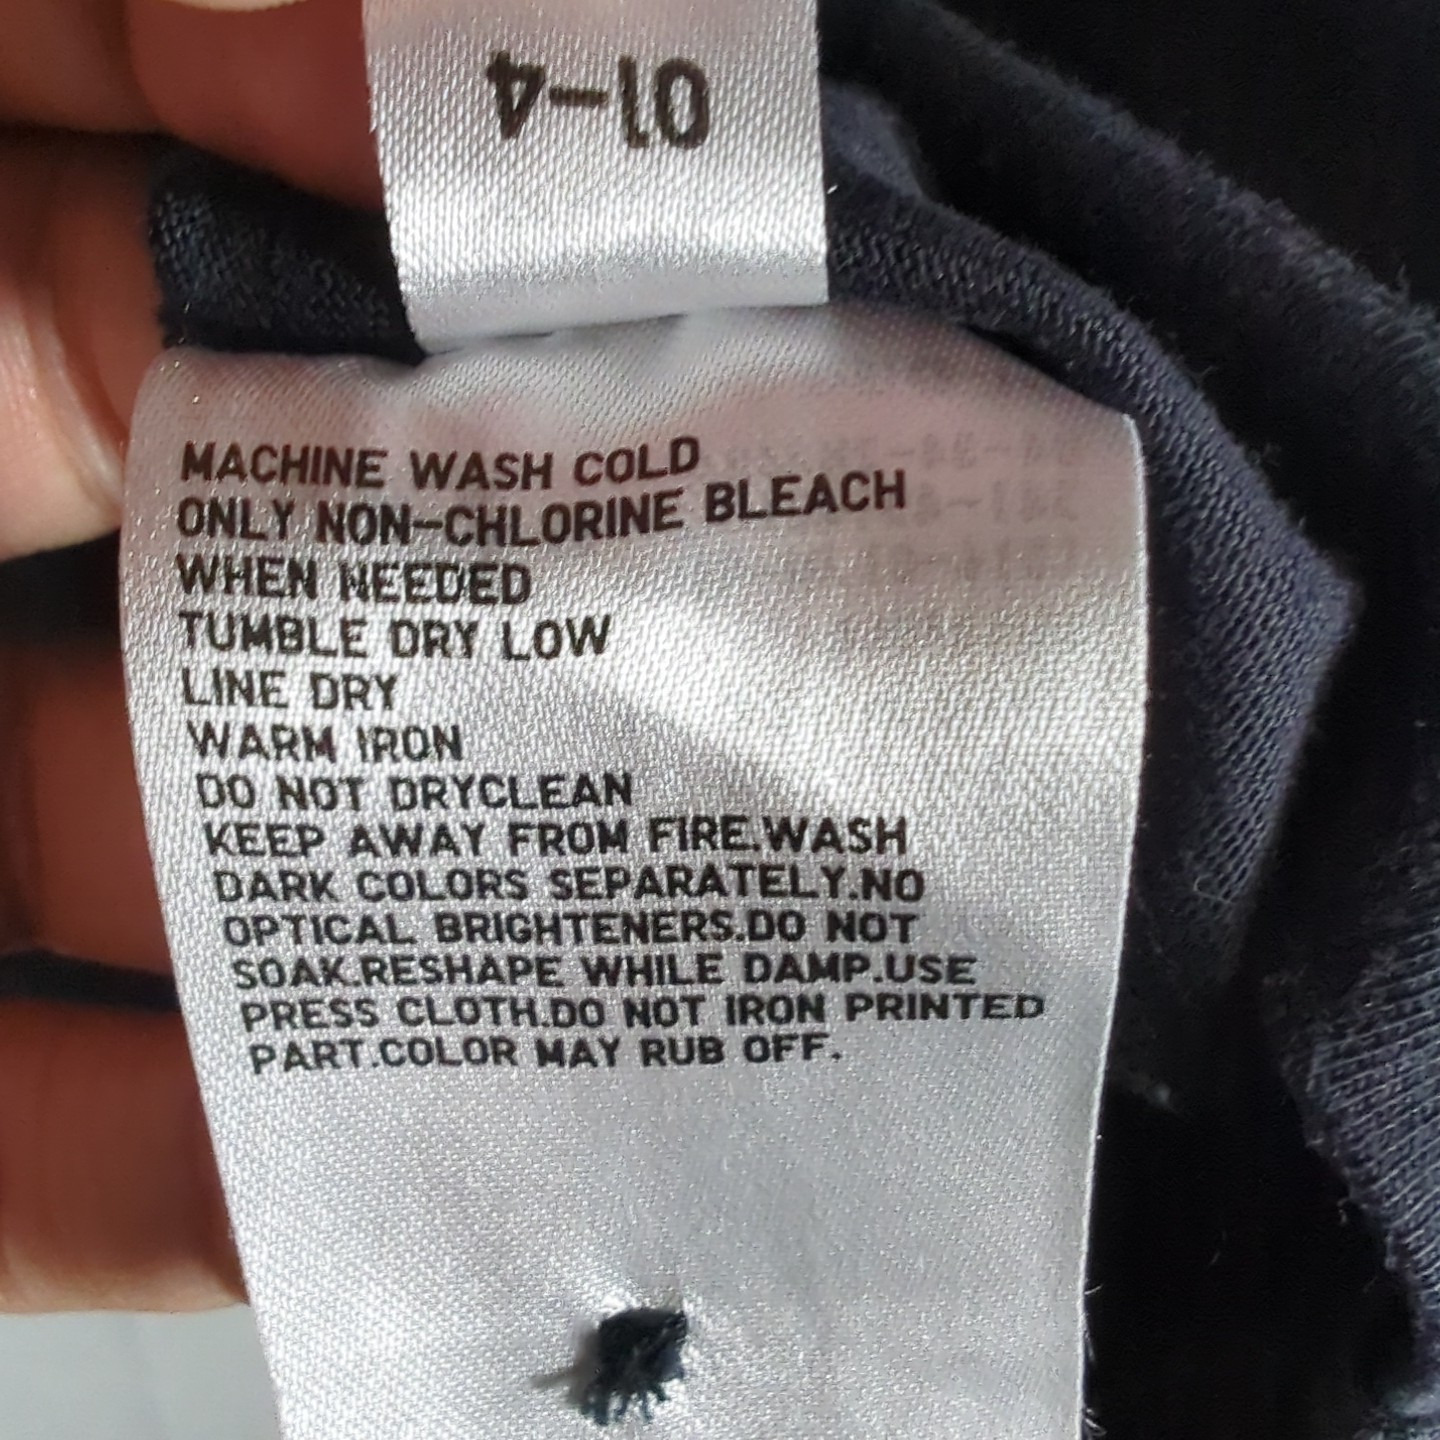 01-4
MACHINE WASH COLD
ONLY NON-CHLORINE BLEACH
WHEN NEEDED
TUMBLE DRY LOW
LINE DRY
WARM IRON
DO NOT DRYCLEAN
KEEP AWAY FROM FIRE.WASH
DARK COLORS SEPARATELY.NO
OPTICAL BRIGHTENERS.DO NOT
SOAK.RESHAPE WHILE DAMP.USE
PRESS CLOTH.DO NOT IRON PRINTED
PART.COLOR MAY RUB OFF.